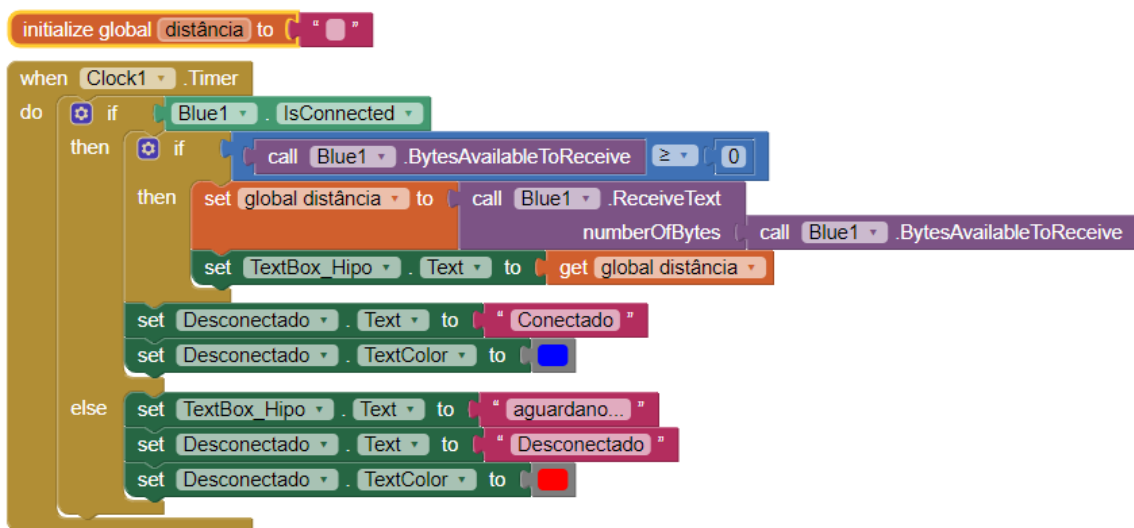 initialize global distância to " "
when Clock1 .Timer
do if Blue1 . IsConnected
then if call Blue1 .BytesAvailableToReceive ≥ 0
then set global distância to call Blue1 .ReceiveText
numberOfBytes call Blue1 .BytesAvailableToReceive
set TextBox_Hipo . Text to get global distância
set Desconectado . Text to " Conectado "
set Desconectado . TextColor to
else set TextBox_Hipo . Text to " aguardano... "
set Desconectado . Text to " Desconectado "
set Desconectado . TextColor to